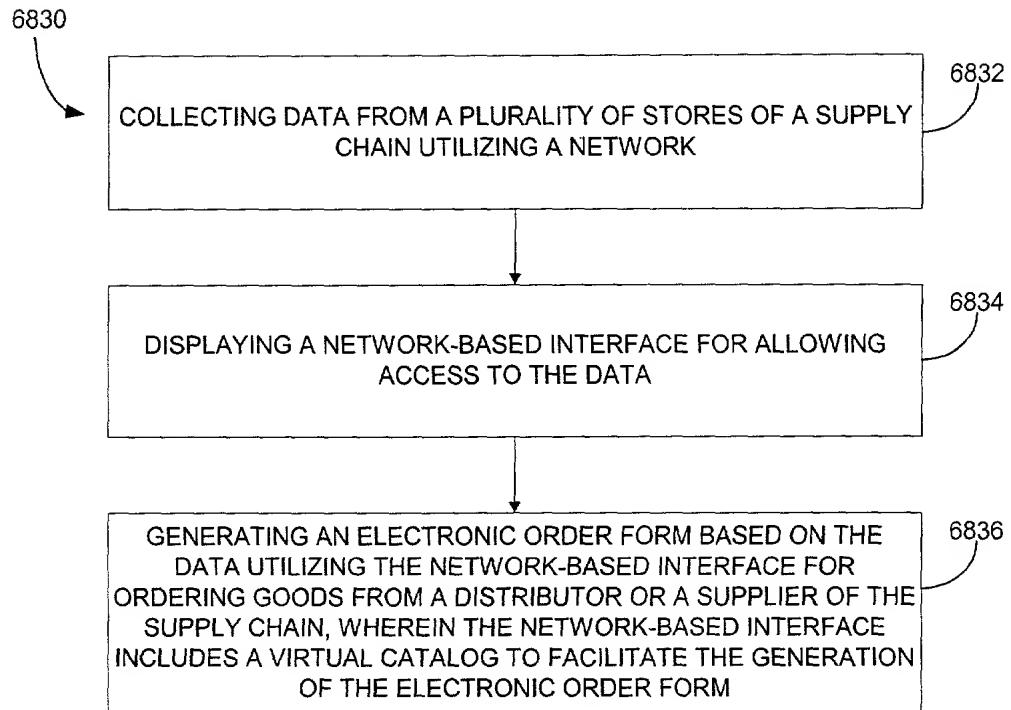 6830
6832
COLLECTING DATA FROM A PLURALITY OF STORES OF A SUPPLY
CHAIN UTILIZING A NETWORK
6834
DISPLAYING A NETWORK-BASED INTERFACE FOR ALLOWING
ACCESS TO THE DATA
6836
GENERATING AN ELECTRONIC ORDER FORM BASED ON THE
DATA UTILIZING THE NETWORK-BASED INTERFACE FOR
ORDERING GOODS FROM A DISTRIBUTOR OR A SUPPLIER OF THE
SUPPLY CHAIN, WHEREIN THE NETWORK-BASED INTERFACE
INCLUDES A VIRTUAL CATALOG TO FACILITATE THE GENERATION
OF THE ELECTRONIC ORDER FORM